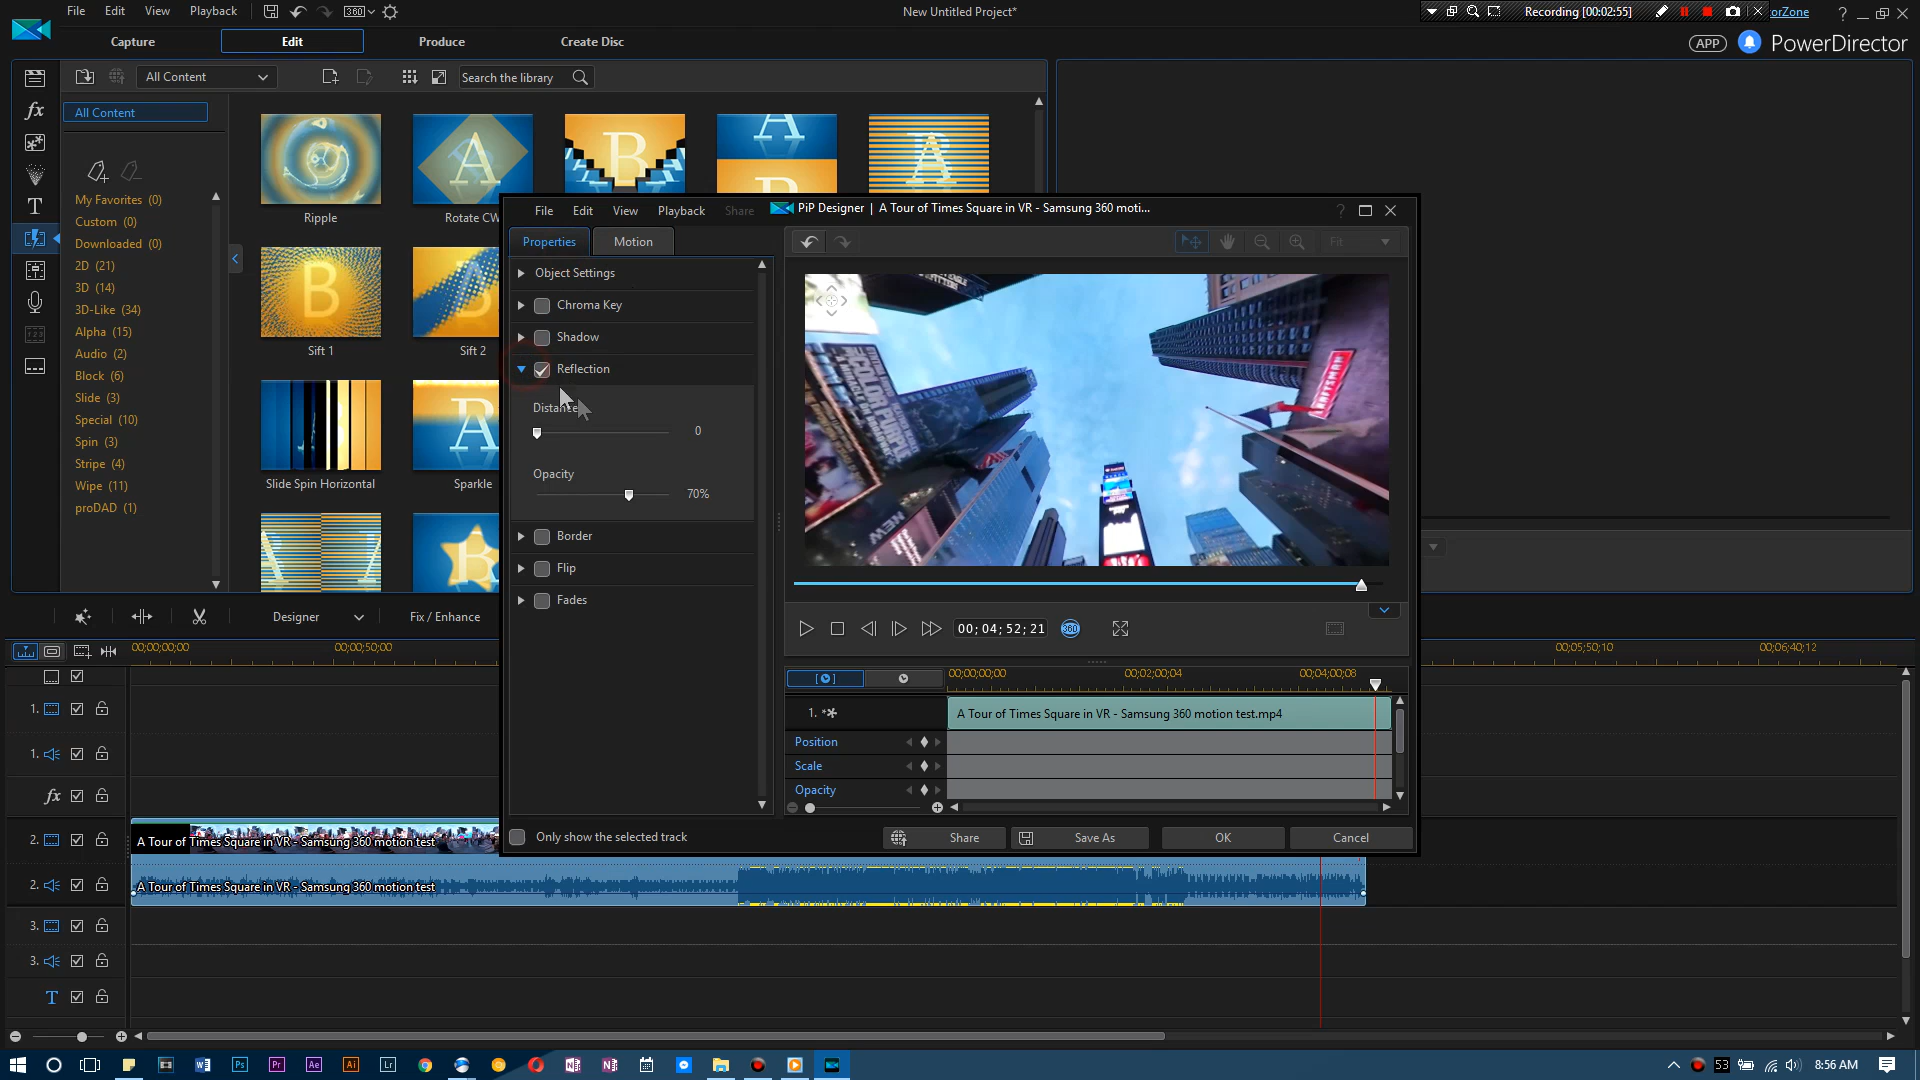 File Edit View Playback
New Untitled Project*
Recording [00:02:55]
torZone
Capture
Edit
Produce
Create Disc
APP
PowerDirector
All Content
Search the library
All Content
My Favorites (0)
Custom (0)
Downloaded (0)
2D (21)
3D (14)
3D-Like (34)
Alpha (15)
Audio (2)
Block (6)
Slide (3)
Special (10)
Spin (3)
Stripe (4)
Wipe (11)
proDAD (1)
Ripple
Rotate CW
Sift 1
Sift 2
Slide Spin Horizontal
Sparkle
File Edit View Playback Share
PiP Designer | A Tour of Times Square in VR - Samsung 360 moti...
Properties
Motion
Fit
Object Settings
Chroma Key
Shadow
Reflection
Distance
0
Opacity
70%
Border
Flip
Fades
THE COLOR PURPLE
NEW
CRAFTSMAN
00; 04; 52; 21
360
00;00;00;00
00;02;00;04
00;04;00;08
1.
A Tour of Times Square in VR - Samsung 360 motion test.mp4
Position
Scale
Opacity
Only show the selected track
Share
Save As
OK
Cancel
Designer
Fix / Enhance
00;00;00;00
00;00;50;00
00;05;50;10
00;06;40;12
1.
1.
fx
2.
A Tour of Times Square in VR - Samsung 360 motion test
2.
A Tour of Times Square in VR - Samsung 360 motion test
3.
3.
T
53
8:56 AM